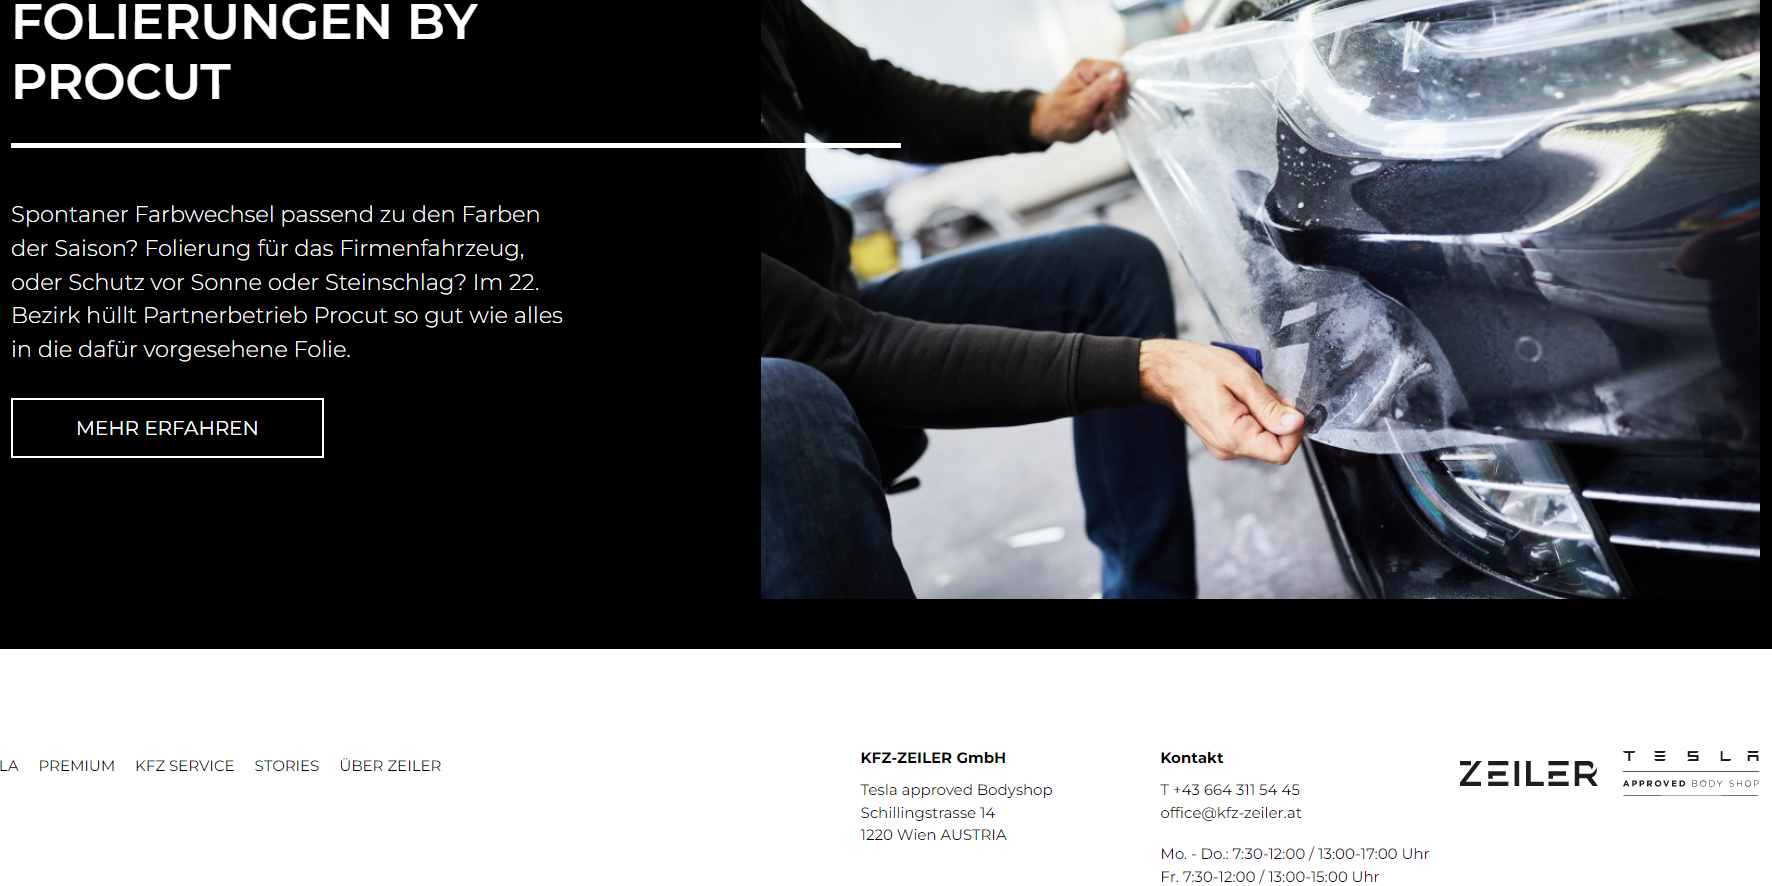 FOLIERUNGEN BY
PROCUT
Spontaner Farbwechsel passend zu den Farben
der Saison? Folierung für das Firmenfahrzeug,
oder Schutz vor Sonne oder Steinschlag? Im 22.
Bezirk hüllt Partnerbetrieb Procut so gut wie alles
in die dafür vorgesehene Folie.
MEHR ERFAHREN
LA PREMIUM KFZ SERVICE STORIES ÜBER ZEILER
KFZ-ZEILER GmbH
Tesla approved Bodyshop
Schillingstrasse 14
1220 Wien AUSTRIA
Kontakt
T +43 664 311 54 45
office@kfz-zeiler.at
Mo. - Do.: 7:30-12:00 / 13:00-17:00 Uhr
Fr. 7:30-12:00 / 13:00-15:00 Uhr
ZEILER
TESLA
APPROVED BODY SHOP